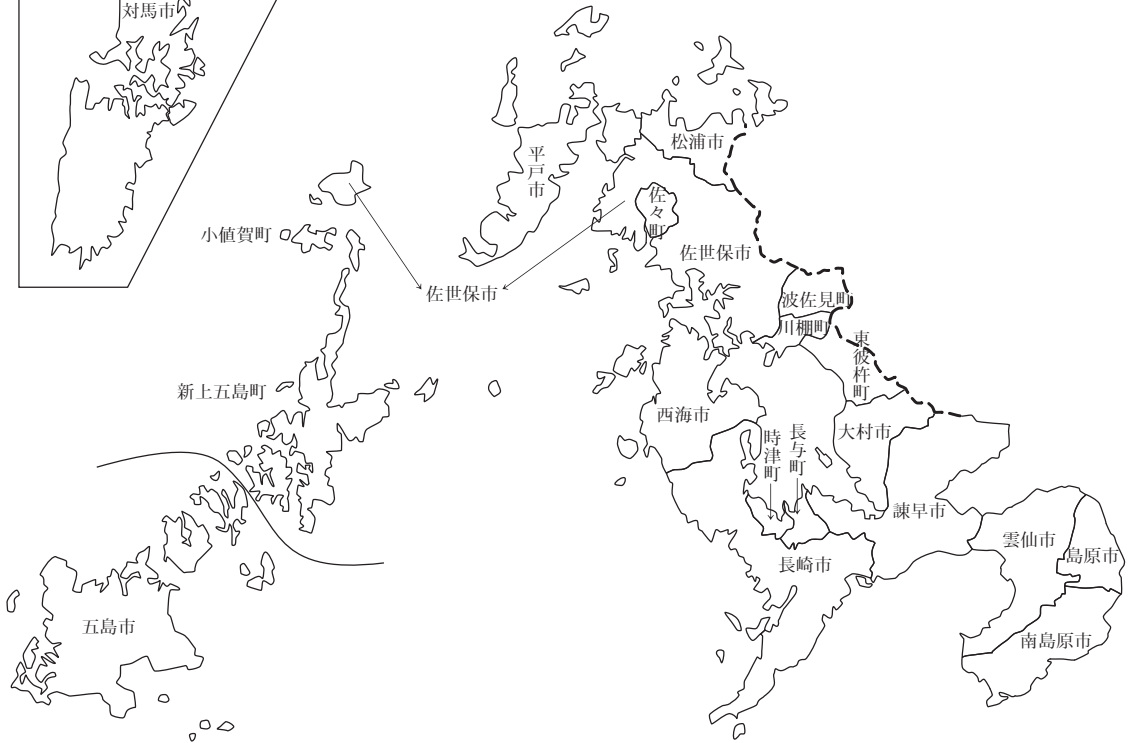 対馬市
松浦市
平戸市
佐々町
小値賀町
佐世保市
佐世保市
波佐見町
川棚町
東彼杵町
新上五島町
西海市
大村市
時津町
長与町
諫早市
雲仙市
島原市
長崎市
五島市
南島原市